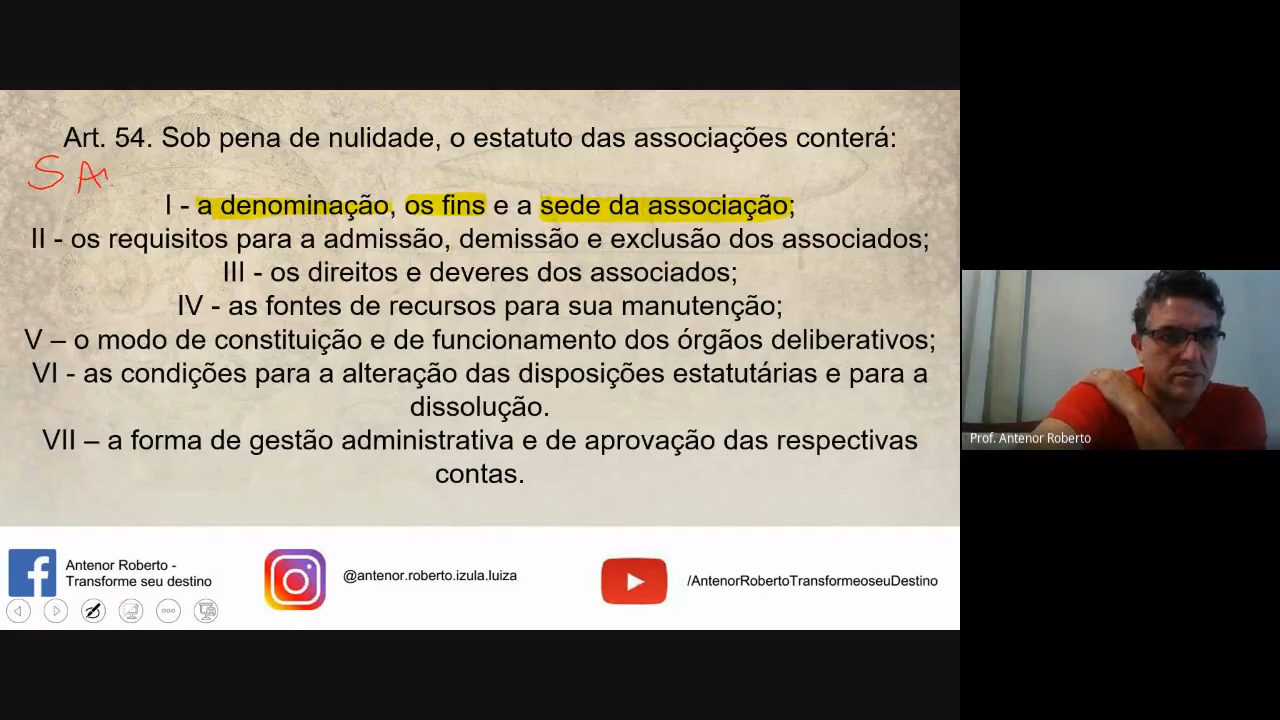 Art. 54. Sob pena de nulidade, o estatuto das associações conterá:
SA
I - a denominação, os fins e a sede da associação;
II - os requisitos para a admissão, demissão e exclusão dos associados;
III - os direitos e deveres dos associados;
IV - as fontes de recursos para sua manutenção;
V – o modo de constituição e de funcionamento dos órgãos deliberativos;
VI - as condições para a alteração das disposições estatutárias e para a
dissolução.
VII – a forma de gestão administrativa e de aprovação das respectivas
contas.
Prof. Antenor Roberto
Antenor Roberto -
Transforme seu destino
@antenor.roberto.izula.luiza
/AntenorRobertoTransformeoseuDestino